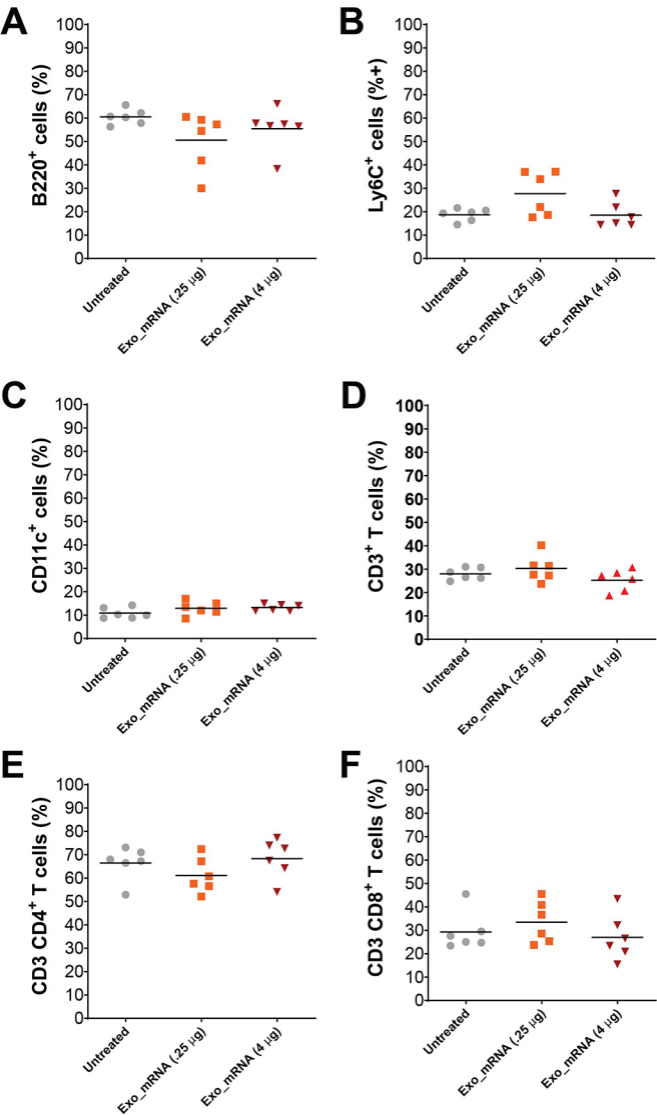 A
B220+ cells (%)
100
90
80
70
60
50
40
30
20
10
0
Untreated
Exo_mRNA (.25 µg)
Exo_mRNA (4 µg)
B
Ly6C+ cells (%+)
100
90
80
70
60
50
40
30
20
10
0
Untreated
Exo_mRNA (.25 µg)
Exo_mRNA (4 µg)
C
CD11c+ cells (%)
100
90
80
70
60
50
40
30
20
10
0
Untreated
Exo_mRNA (.25 µg)
Exo_mRNA (4 µg)
D
CD3+ T cells (%)
100
90
80
70
60
50
40
30
20
10
0
Untreated
Exo_mRNA (.25 µg)
Exo_mRNA (4 µg)
E
CD3 CD4+ T cells (%)
100
90
80
70
60
50
40
30
20
10
0
Untreated
Exo_mRNA (.25 µg)
Exo_mRNA (4 µg)
F
CD3 CD8+ T cells (%)
100
90
80
70
60
50
40
30
20
10
0
Untreated
Exo_mRNA (.25 µg)
Exo_mRNA (4 µg)